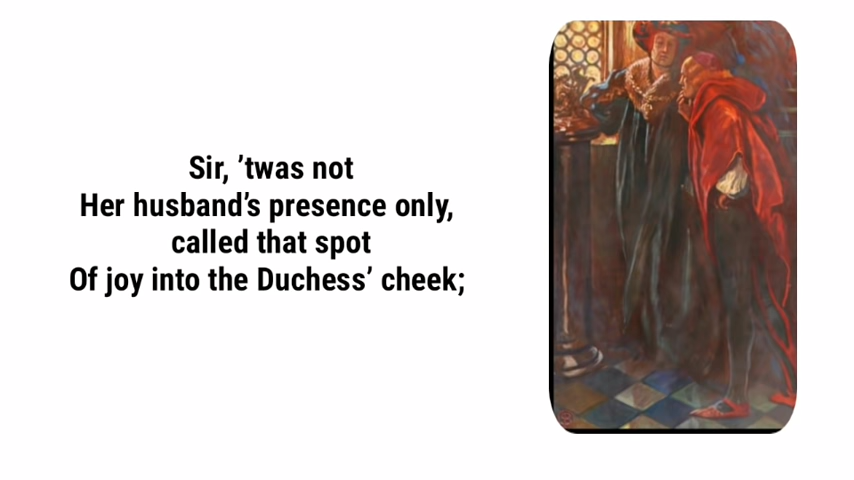 Sir, ’twas not
Her husband’s presence only,
called that spot
Of joy into the Duchess’ cheek;